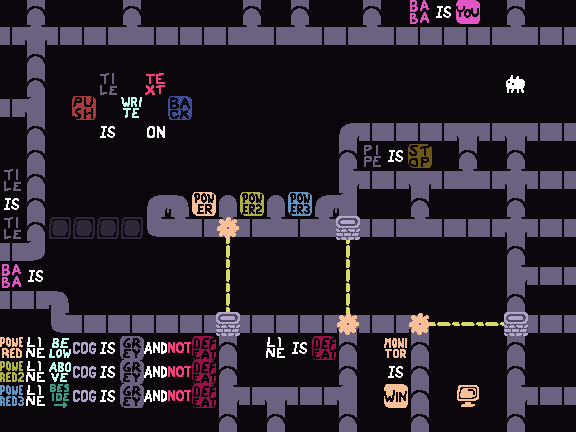 BABA IS YOU
TILE TEXT
PUSH WRITE BACK
IS ON
PIPE IS STOP
TILE
IS
TILE
POWER POWER2 POWER3
BABA IS
POWERED LINE BELOW COG IS GREY AND NOT DEFEAT
POWERED2 LINE ABOVE COG IS GREY AND NOT DEFEAT
POWERED3 LINE BESIDE → COG IS GREY AND NOT DEFEAT
LINE IS DEFEAT
MONITOR
IS
WIN